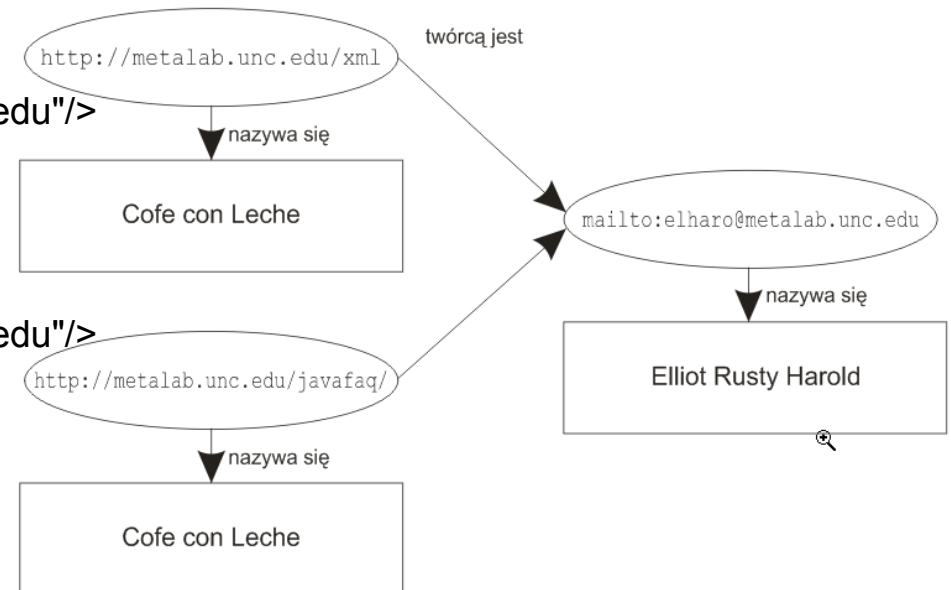 twórcą jest
http://metalab.unc.edu/xml
edu"/>
nazywa się
Cofe con Leche
mailto:elharo@metalab.unc.edu
nazywa się
edu"/>
http://metalab.unc.edu/javafaq/
Elliot Rusty Harold
nazywa się
Cofe con Leche